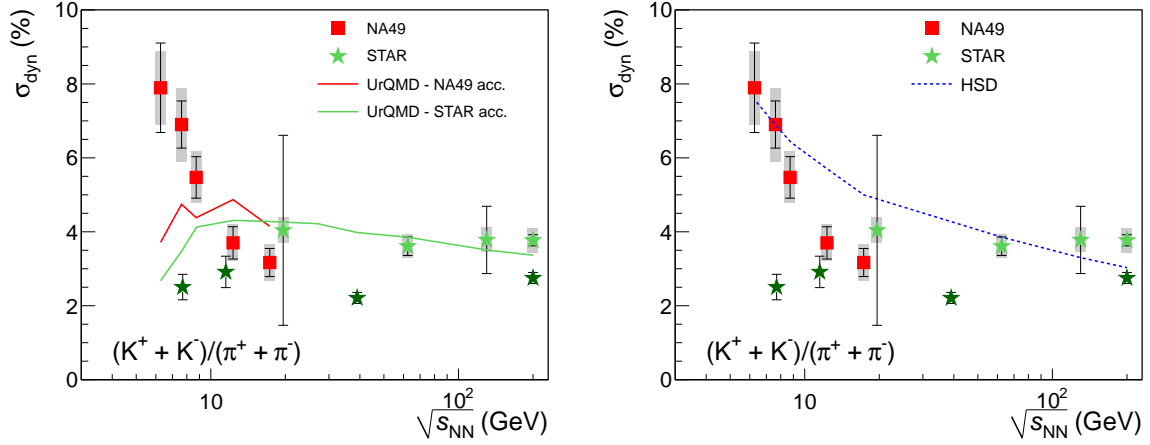 σdyn (%)
10
8
6
4
2
0
NA49
STAR
UrQMD - NA49 acc.
UrQMD - STAR acc.
(K⁺ + K⁻)/(π⁺ + π⁻)
10
10²
√sNN (GeV)
σdyn (%)
10
8
6
4
2
0
NA49
STAR
HSD
(K⁺ + K⁻)/(π⁺ + π⁻)
10
10²
√sNN (GeV)